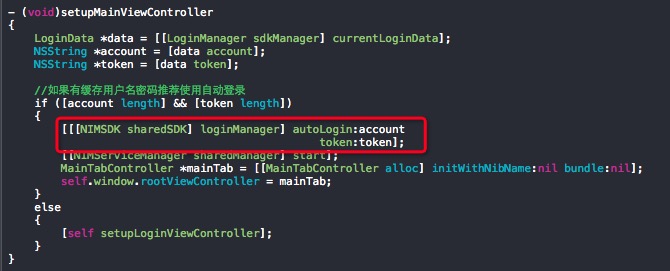 - (void)setupMainViewController
{
LoginData *data = [[LoginManager sdkManager] currentLoginData];
NSString *account = [data account];
NSString *token = [data token];
//如果有缓存用户名密码推荐使用自动登录
if ([account length] && [token length])
{
[[[NIMSDK sharedSDK] loginManager] autoLogin:account
token:token];
[[NIMServiceManager sharedManager] start];
MainTabController *mainTab = [[MainTabController alloc] initWithNibName:nil bundle:nil];
self.window.rootViewController = mainTab;
}
else
{
[self setupLoginViewController];
}
}